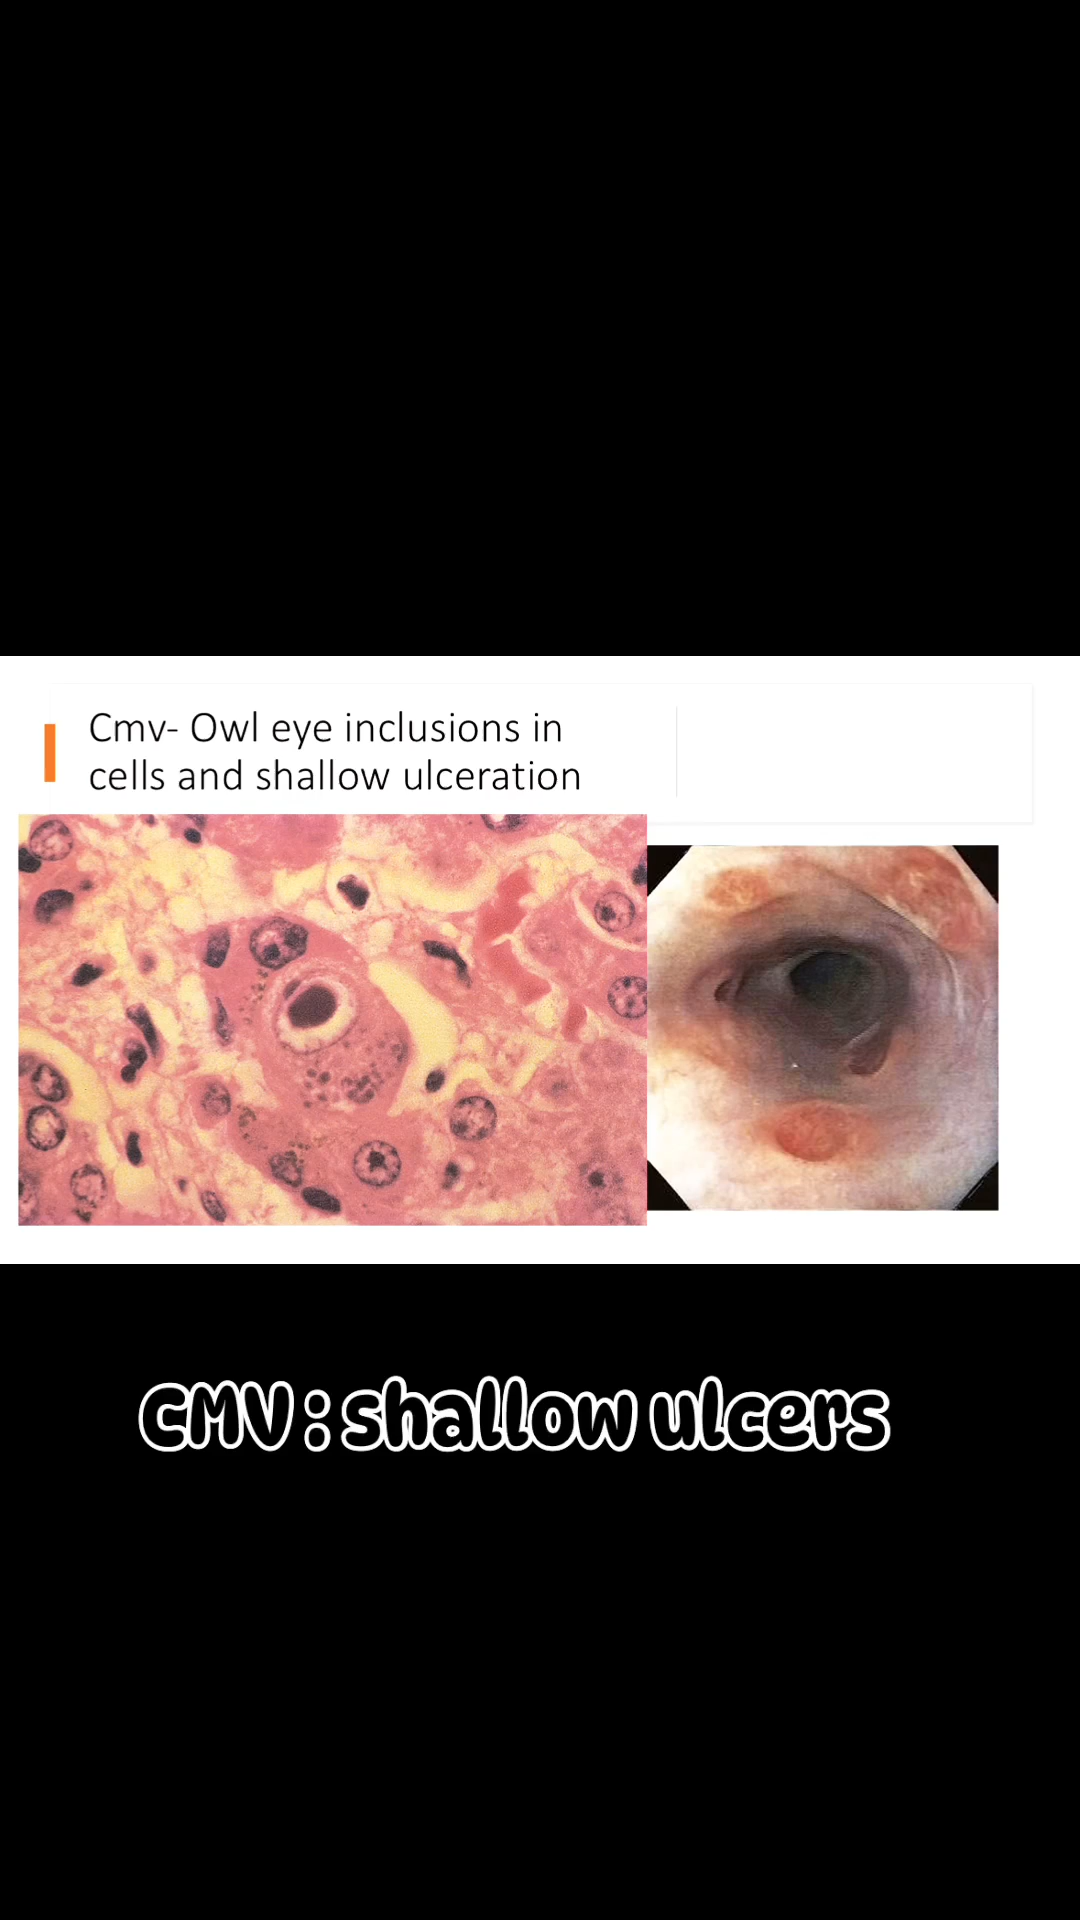 Cmv- Owl eye inclusions in
cells and shallow ulceration
CMV : shallow ulcers